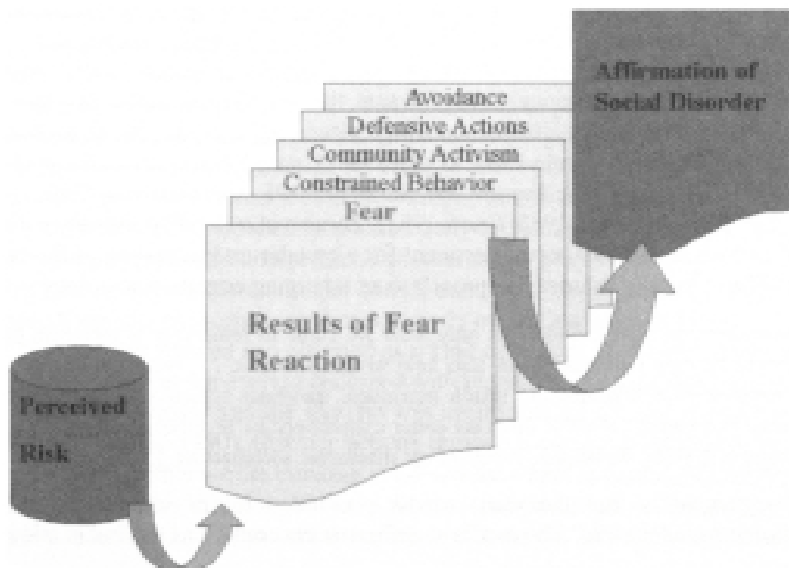 Affirmation of
Social Disorder
Avoidance
Defensive Actions
Community Activism
Constrained Behavior
Fear
Results of Fear
Reaction
Perceived
Risk